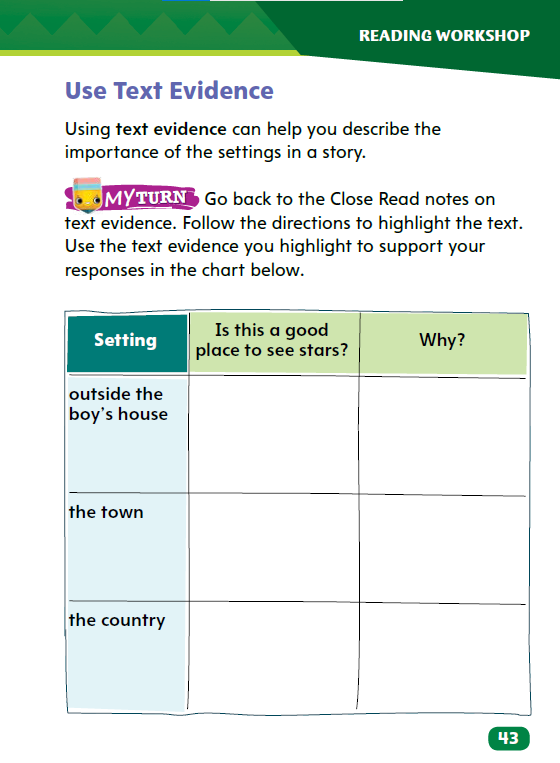 READING WORKSHOP
Use Text Evidence
Using text evidence can help you describe the
importance of the settings in a story.
MY TURN Go back to the Close Read notes on
text evidence. Follow the directions to highlight the text.
Use the text evidence you highlight to support your
responses in the chart below.
Setting
Is this a good
place to see stars?
Why?
outside the
boy's house
the town
the country
43